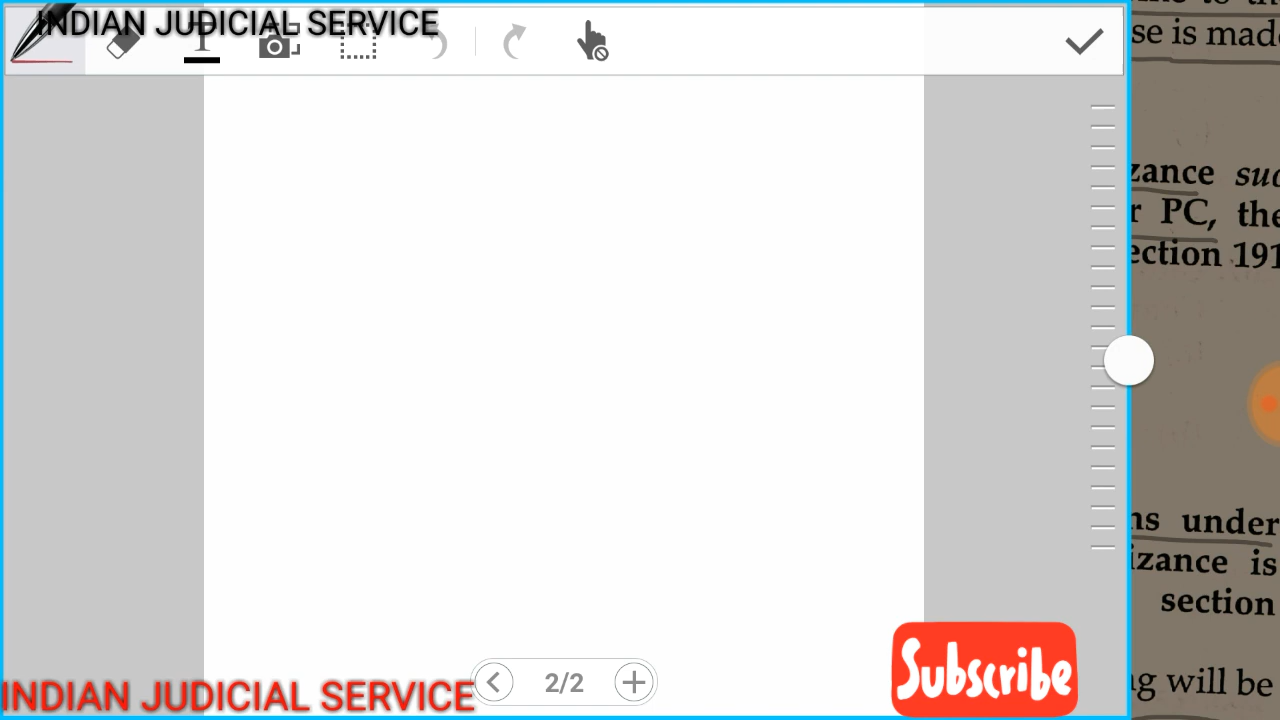 INDIAN JUDICIAL SERVICE
T
se is made
zance suc
r PC, the
ection 191
ns under
izance is
section
ng will be
Subscribe
2/2
INDIAN JUDICIAL SERVICE